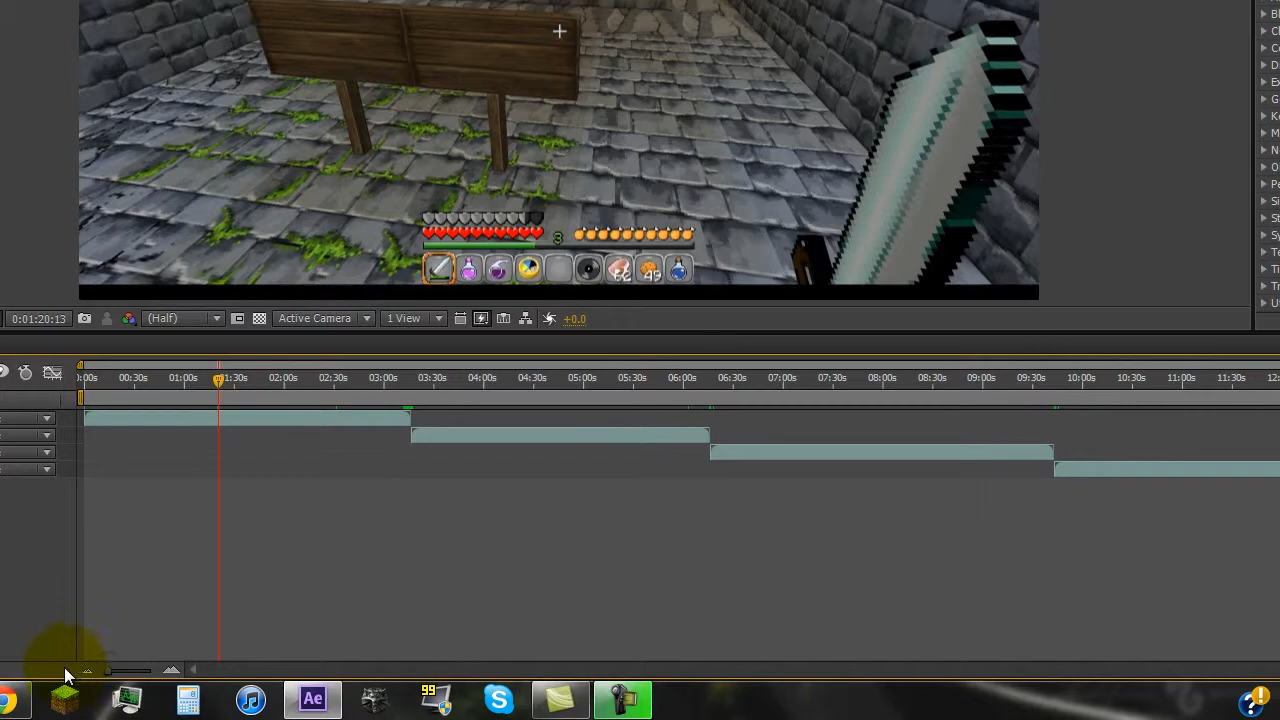 3
62
49
0:01:20:13
(Half)
Active Camera
1 View
+0.0
:00s 00:30s 01:00s 01:30s 02:00s 02:30s 03:00s 03:30s 04:00s 04:30s 05:00s 05:30s 06:00s 06:30s 07:00s 07:30s 08:00s 08:30s 09:00s 09:30s 10:00s 10:30s 11:00s 11:30s 12:
Ae
99
S
?
!